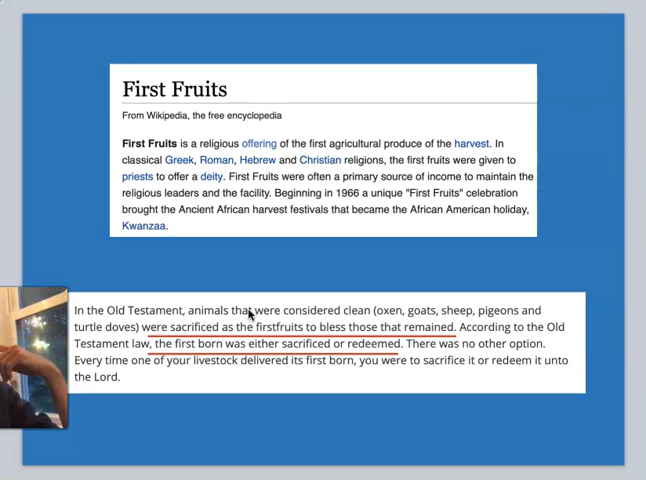 First Fruits
From Wikipedia, the free encyclopedia
First Fruits is a religious offering of the first agricultural produce of the harvest. In
classical Greek, Roman, Hebrew and Christian religions, the first fruits were given to
priests to offer a deity. First Fruits were often a primary source of income to maintain the
religious leaders and the facility. Beginning in 1966 a unique "First Fruits" celebration
brought the Ancient African harvest festivals that became the African American holiday,
Kwanzaa.
In the Old Testament, animals that were considered clean (oxen, goats, sheep, pigeons and
turtle doves) were sacrificed as the firstfruits to bless those that remained. According to the Old
Testament law, the first born was either sacrificed or redeemed. There was no other option.
Every time one of your livestock delivered its first born, you were to sacrifice it or redeem it unto
the Lord.